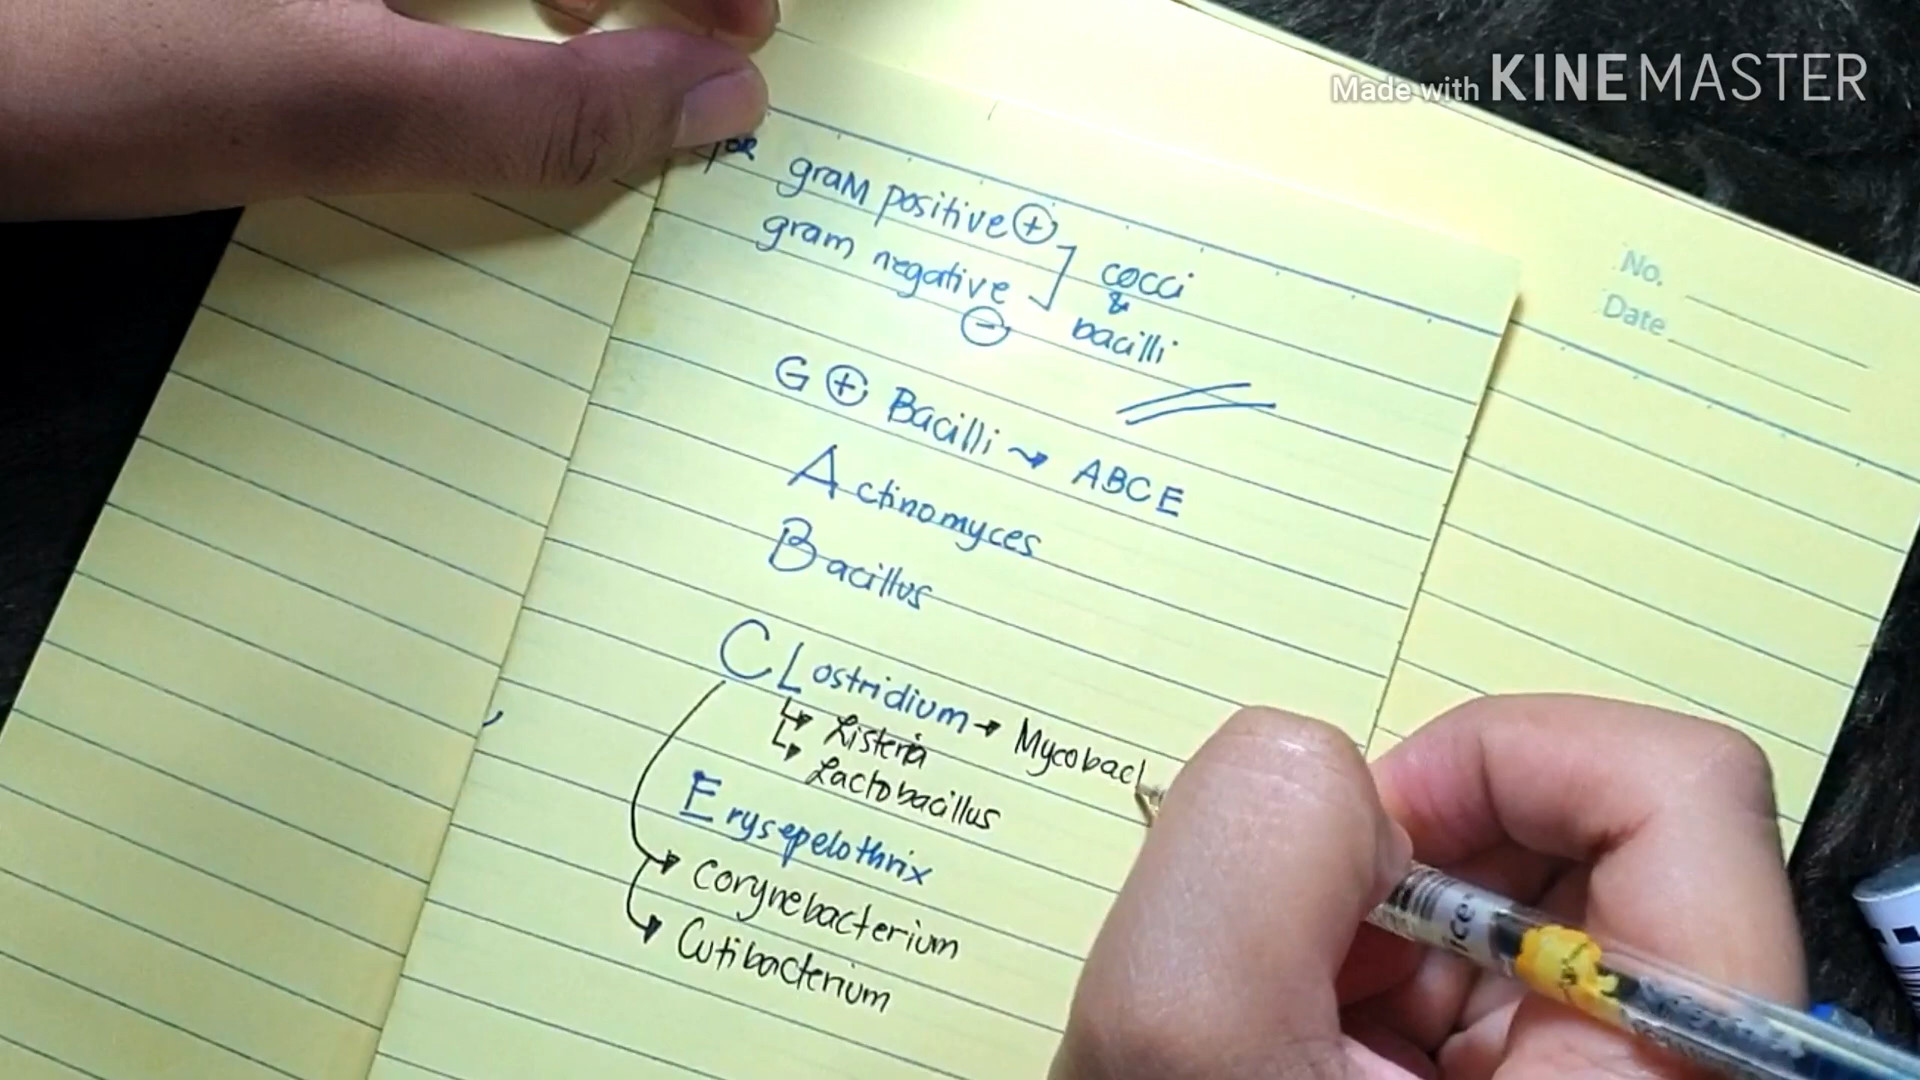 Made with KINEMASTER
No.
Date
gram positive +
gram negative -
cocci
&
bacilli
G + Bacilli → ABCE
Actinomyces
Bacillus
CLostridium → Mycobact
↳ Listeria
↳ Lactobacillus
Erysepelothrix
→ Corynebacterium
→ Cutibacterium